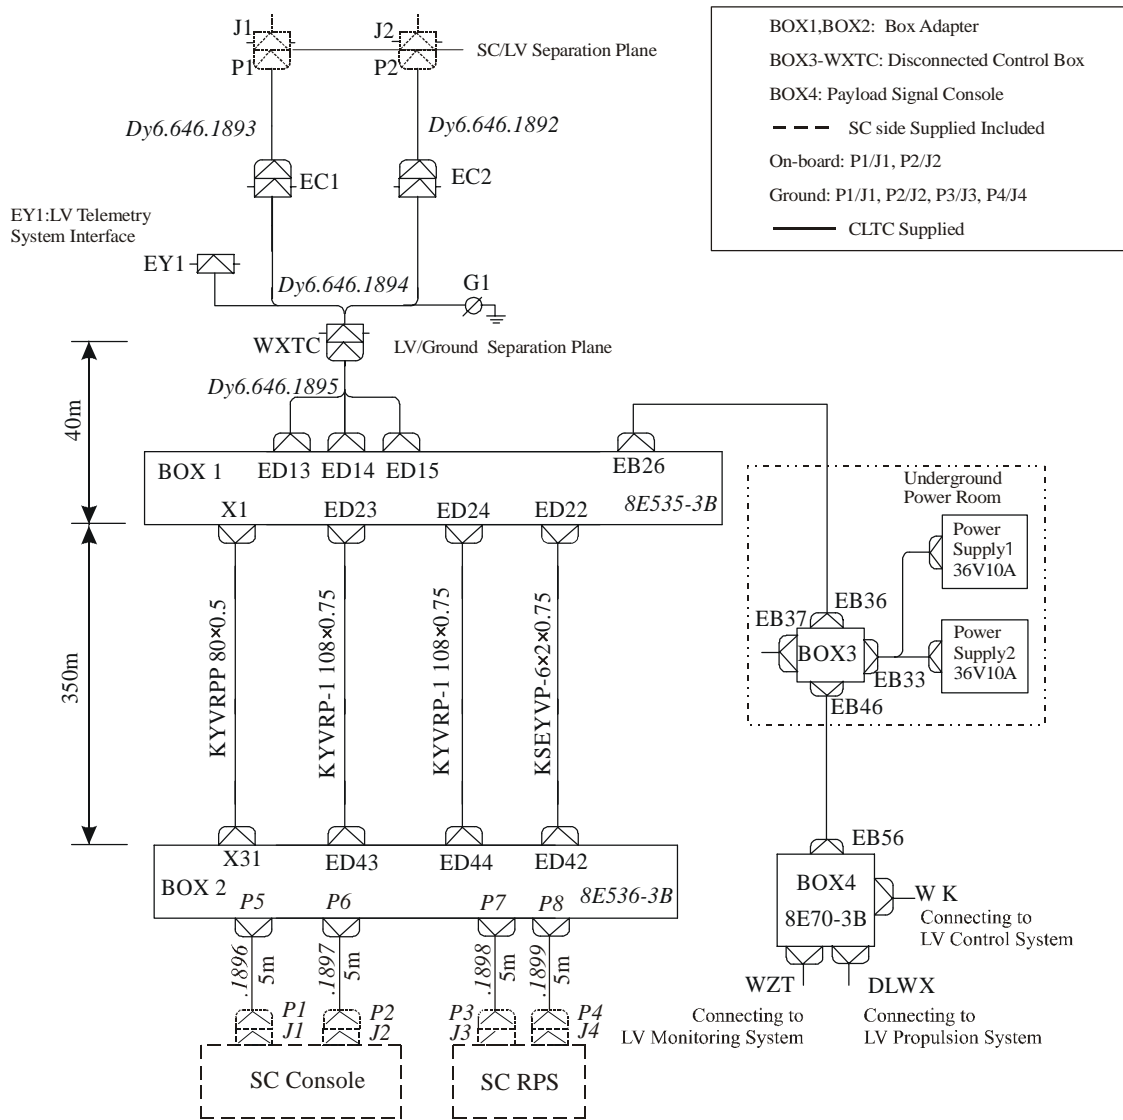 J1
J2
SC/LV Separation Plane
P1
P2
Dy6.646.1893
Dy6.646.1892
EC1
EC2
BOX1,BOX2: Box Adapter
BOX3-WXTC: Disconnected Control Box
BOX4: Payload Signal Console
SC side Supplied Included
On-board: P1/J1, P2/J2
Ground: P1/J1, P2/J2, P3/J3, P4/J4
CLTC Supplied
EY1:LV Telemetry
System Interface
EY1
Dy6.646.1894
G1
WXTC
LV/Ground Separation Plane
Dy6.646.1895
40m
BOX 1
ED13
ED14
ED15
EB26
X1
ED23
ED24
ED22
8E535-3B
Underground
Power Room
Power
Supply1
36V10A
EB36
EB37
BOX3
EB33
Power
Supply2
36V10A
EB46
350m
KYVRPP 80×0.5
KYVRP-1 108×0.75
KYVRP-1 108×0.75
KSEYVP-6×2×0.75
X31
ED43
ED44
ED42
BOX 2
8E536-3B
P5
P6
P7
P8
EB56
BOX4
8E70-3B
W K
Connecting to
LV Control System
WZT
DLWX
Connecting to
LV Monitoring System
Connecting to
LV Propulsion System
.1896
5m
.1897
5m
.1898
5m
.1899
5m
P1
J1
P2
J2
P3
J3
P4
J4
SC Console
SC RPS